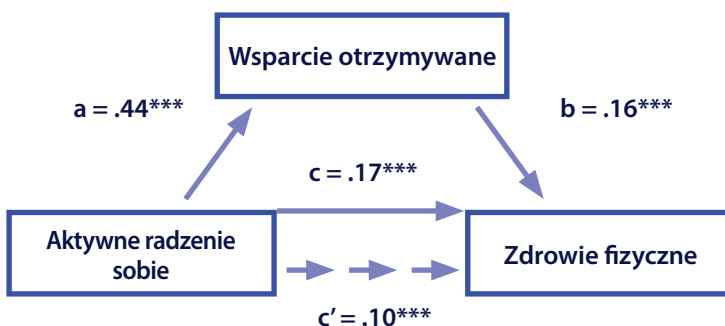 Wsparcie otrzymywane
a = .44***
b = .16***
c = .17***
Aktywne radzenie
sobie
Zdrowie fizyczne
c’ = .10***